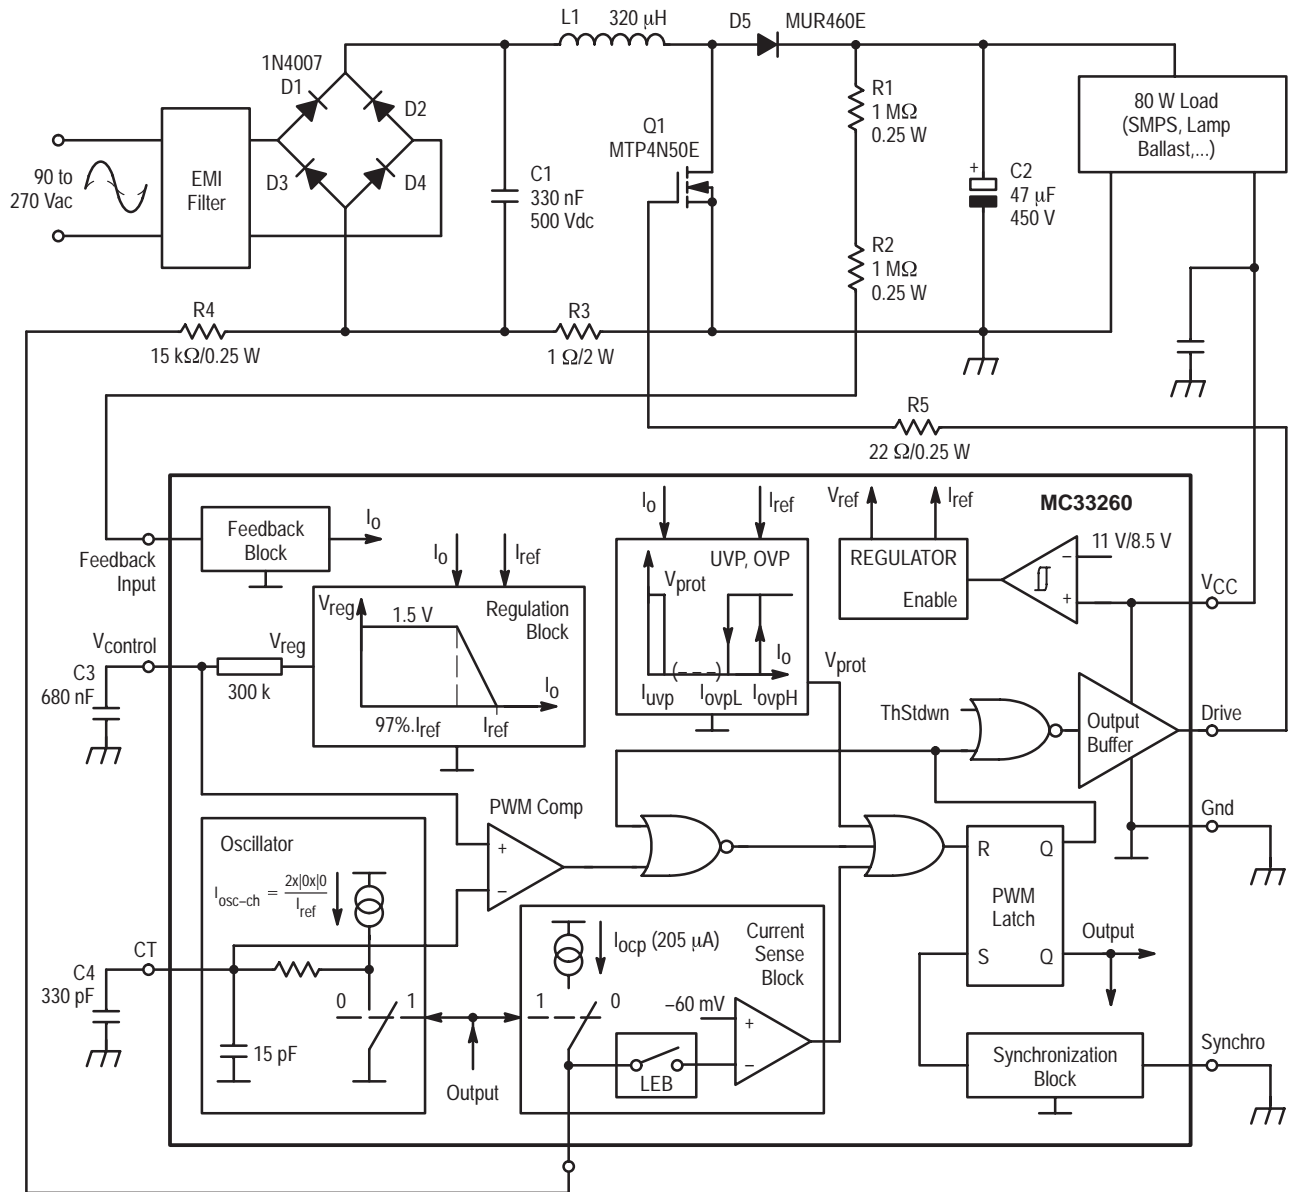 L1
320 μH
D5
MUR460E
1N4007
D1
D2
D3
D4
EMI
Filter
90 to
270 Vac
C1
330 nF
500 Vdc
Q1
MTP4N50E
R1
1 MΩ
0.25 W
R2
1 MΩ
0.25 W
+
C2
47 μF
450 V
80 W Load
(SMPS, Lamp
Ballast,...)
R4
15 kΩ/0.25 W
R3
1 Ω/2 W
R5
22 Ω/0.25 W
MC33260
Feedback
Block
IO
Feedback
Input
IO
Iref
Vreg
1.5 V
Regulation
Block
IO
97%.Iref
Iref
Vcontrol
Vreg
300 k
C3
680 nF
IO
Iref
UVP, OVP
Vprot
IO
Iuvp
(– – –)
IovpL
IovpH
Vprot
Vref
Iref
REGULATOR
Enable
11 V/8.5 V
–
+
VCC
ThStdwn
Output
Buffer
Drive
Gnd
PWM Comp
+
–
Oscillator
Iosc–ch = 2x|0x|0 / Iref
0
1
15 pF
CT
C4
330 pF
Output
Iocp (205 μA)
Current
Sense
Block
1
0
–60 mV
+
–
LEB
R
Q
PWM
Latch
S
Q
Output
Synchronization
Block
Synchro